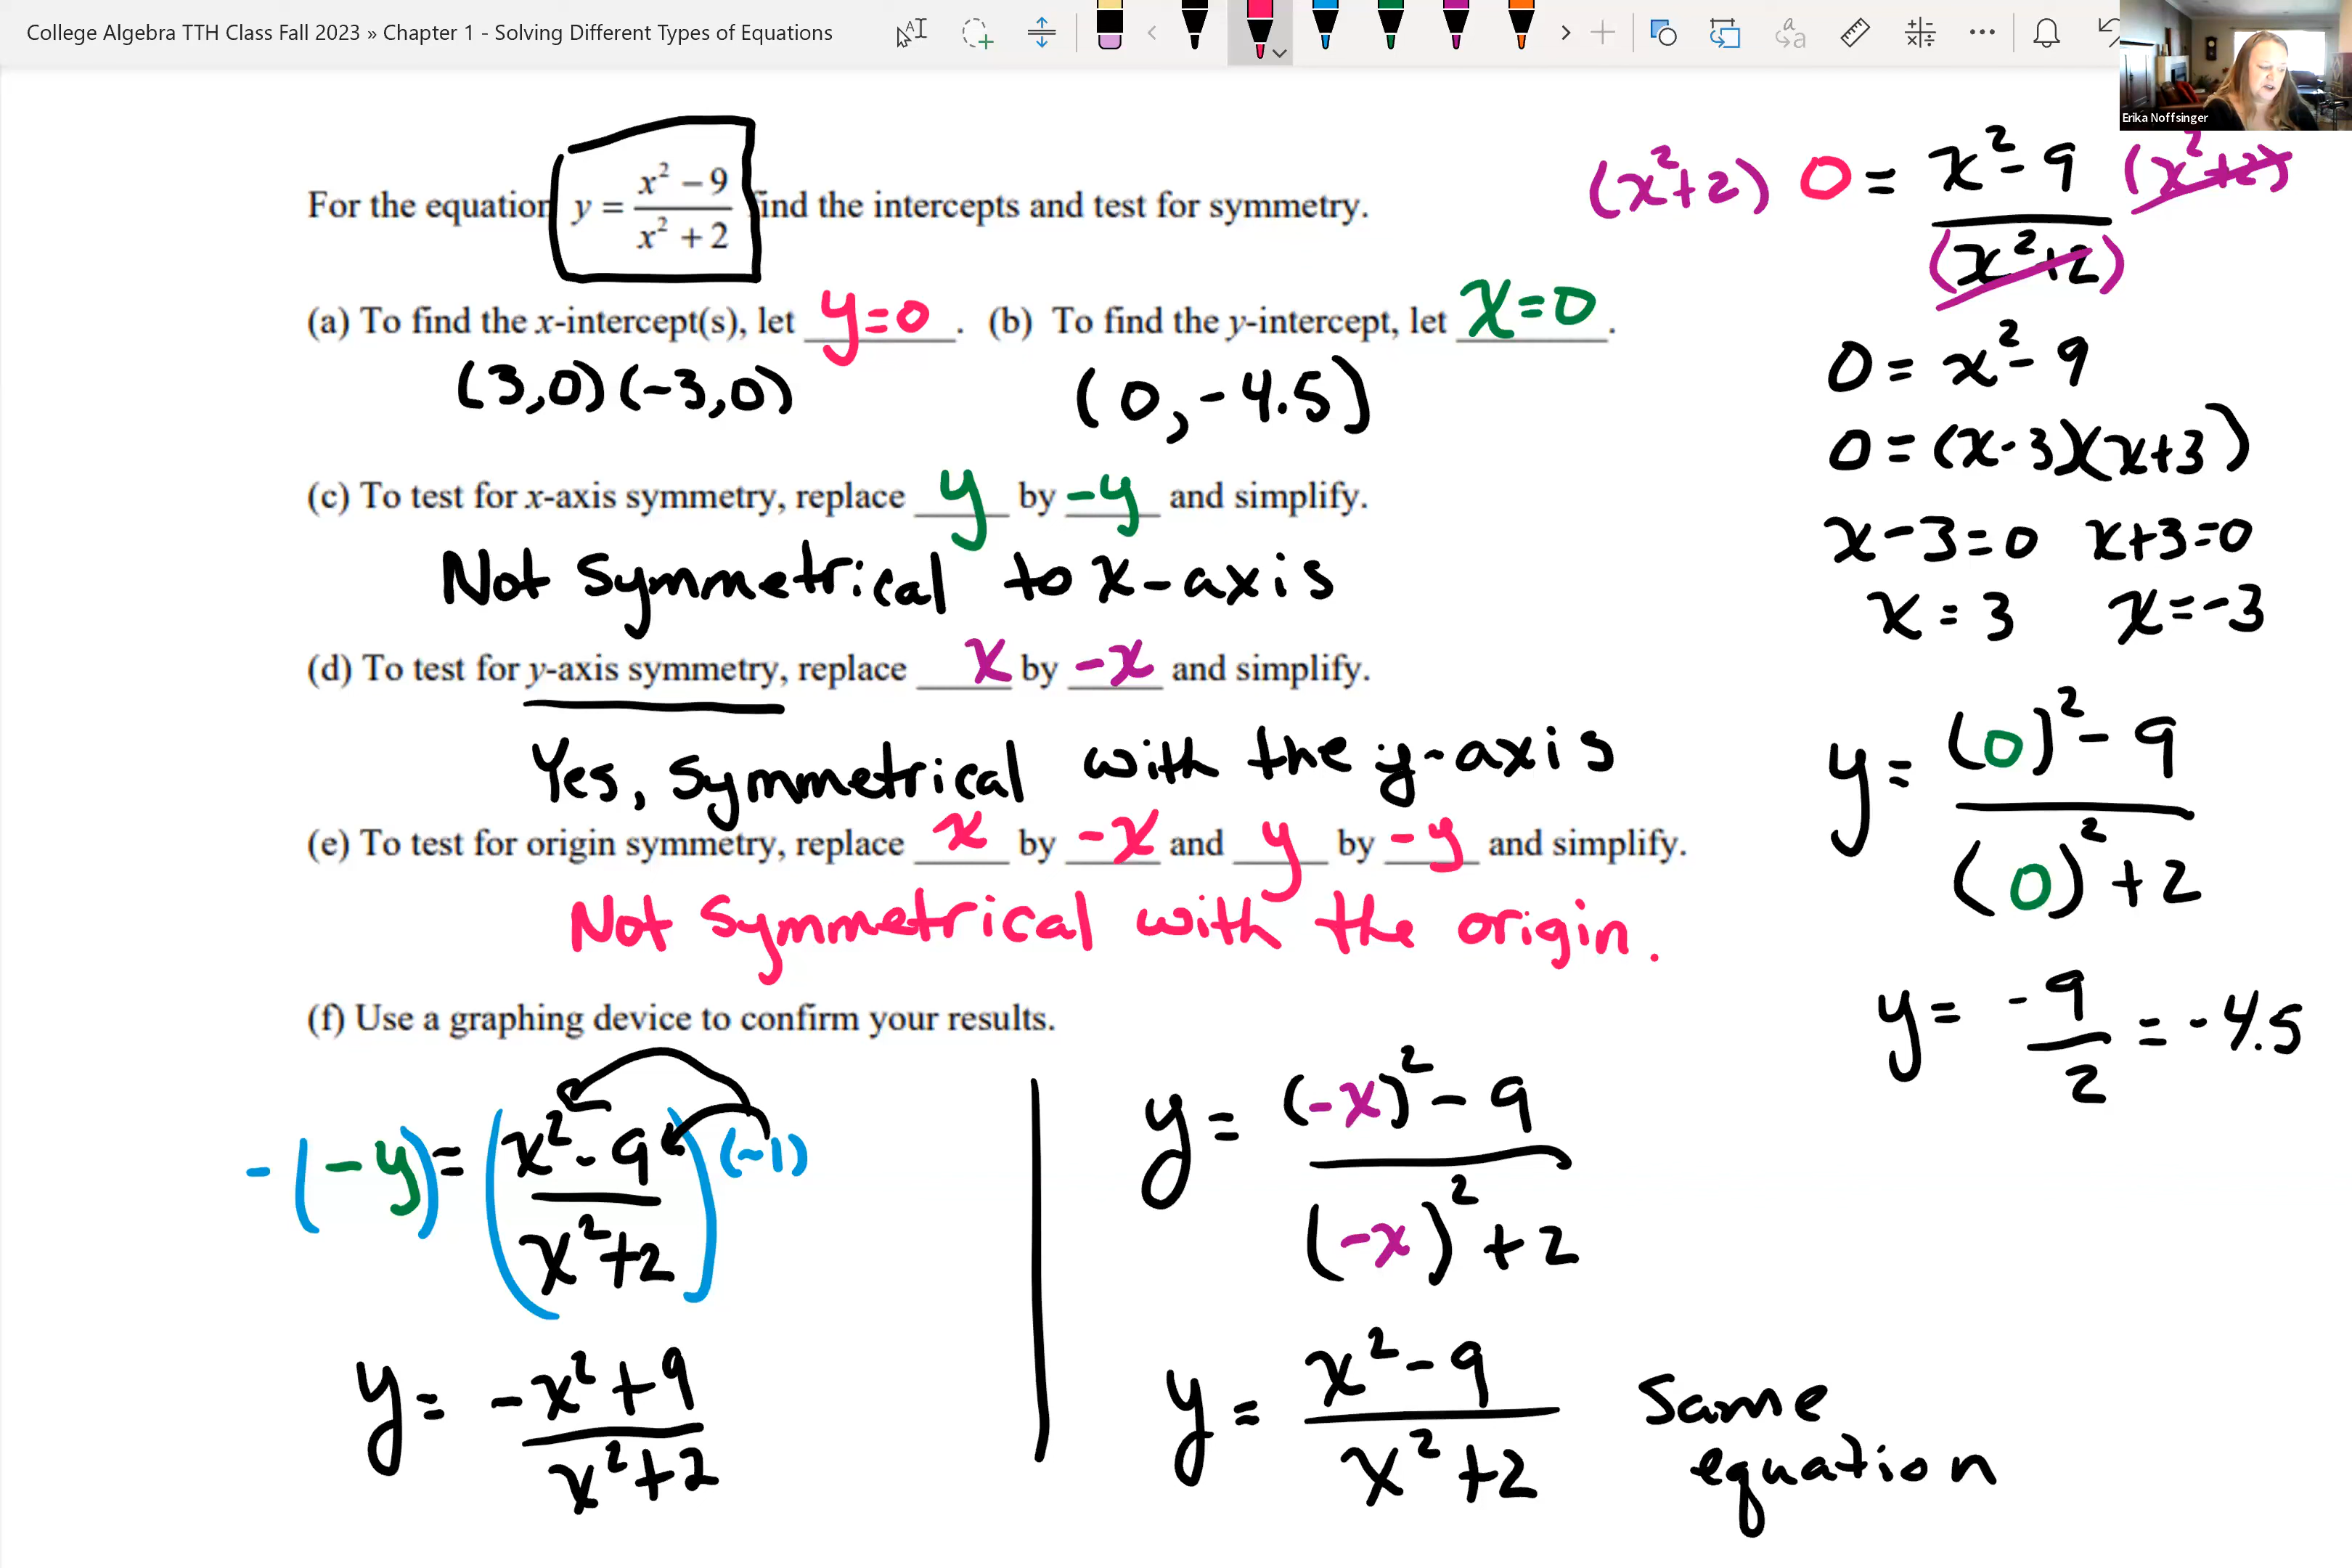 College Algebra TTH Class Fall 2023 » Chapter 1 - Solving Different Types of Equations
Erika Noffsinger
For the equation y = (x² − 9)/(x² + 2) find the intercepts and test for symmetry.
(a) To find the x-intercept(s), let y=0. (b) To find the y-intercept, let x=0.
(3,0)(-3,0) (0,-4.5)
(c) To test for x-axis symmetry, replace y by -y and simplify.
Not Symmetrical to x-axis
(d) To test for y-axis symmetry, replace x by -x and simplify.
Yes, Symmetrical with the y-axis
(e) To test for origin symmetry, replace x by -x and y by -y and simplify.
Not Symmetrical with the origin.
(f) Use a graphing device to confirm your results.
-(-y) = ((x²-9)/(x²+2))(-1)
y = (-x²+9)/(x²+2)
y = ((-x)²-9)/((-x)²+2)
y = (x²-9)/(x²+2) Same
equation
(x²+2) 0 = (x²-9)/(x²+2) (x²+2)
0 = x²-9
0 = (x-3)(x+3)
x-3=0 x+3=0
x=3 x=-3
y = ((0)²-9)/((0)²+2)
y = -9/2 = -4.5